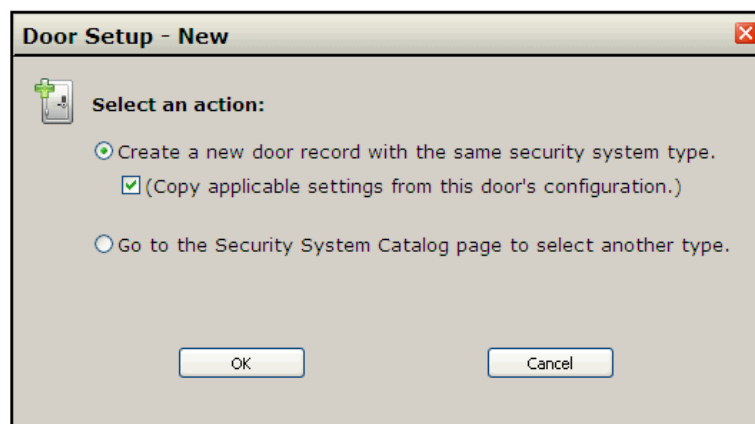 Door Setup - New
Select an action:
Create a new door record with the same security system type.
(Copy applicable settings from this door's configuration.)
Go to the Security System Catalog page to select another type.
OK
Cancel